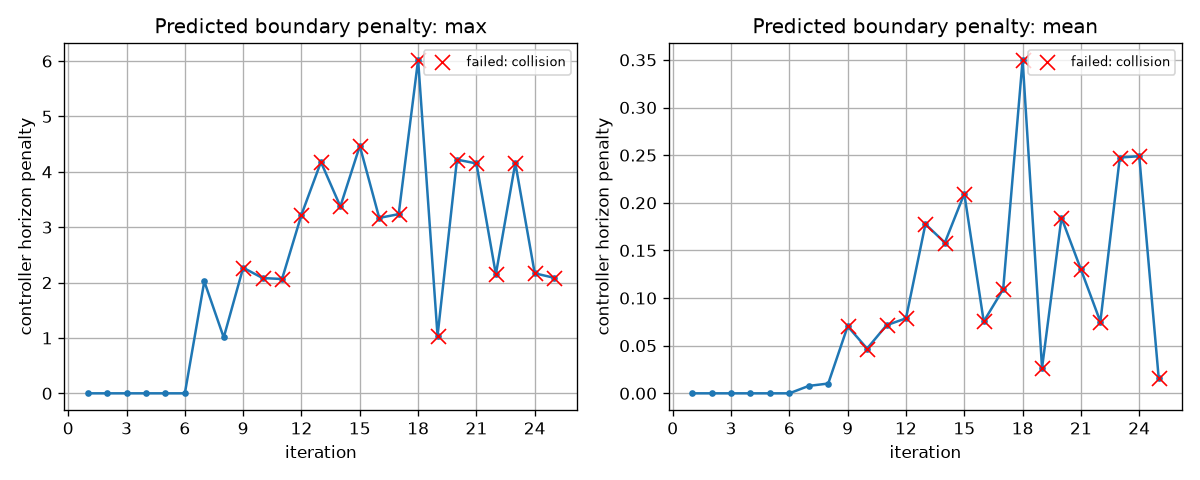 Predicted boundary penalty: max
failed: collision
controller horizon penalty
6
5
4
3
2
1
0
0 3 6 9 12 15 18 21 24
iteration
Predicted boundary penalty: mean
failed: collision
controller horizon penalty
0.35
0.30
0.25
0.20
0.15
0.10
0.05
0.00
0 3 6 9 12 15 18 21 24
iteration